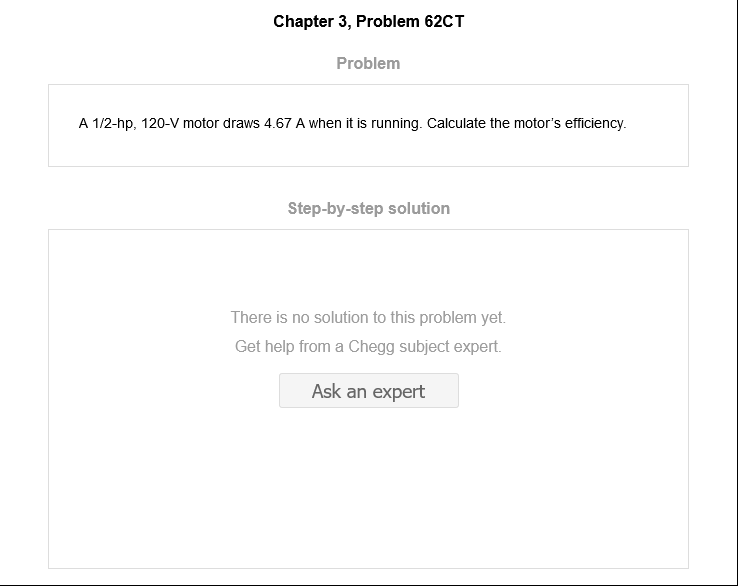 Chapter 3, Problem 62CT
Problem
A 1/2-hp, 120-V motor draws 4.67 A when it is running. Calculate the motor’s efficiency.
Step-by-step solution
There is no solution to this problem yet.
Get help from a Chegg subject expert.
Ask an expert